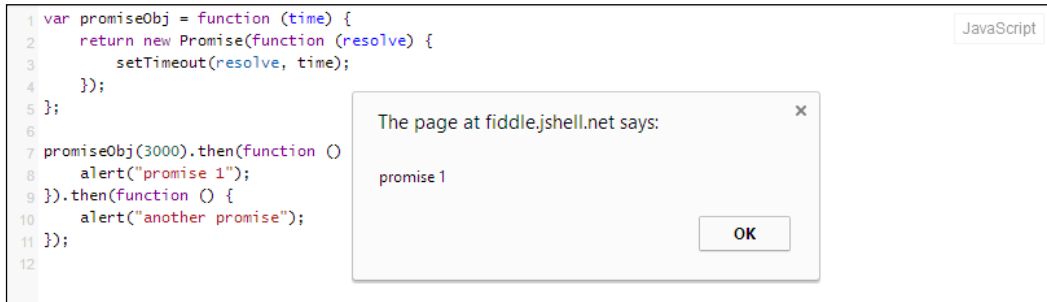 1 var promiseObj = function (time) {
JavaScript
2     return new Promise(function (resolve) {
3         setTimeout(resolve, time);
4     });
5 };
6
7 promiseObj(3000).then(function ()
8     alert("promise 1");
9 }).then(function () {
10     alert("another promise");
11 });
12
The page at fiddle.jshell.net says:
×
promise 1
OK